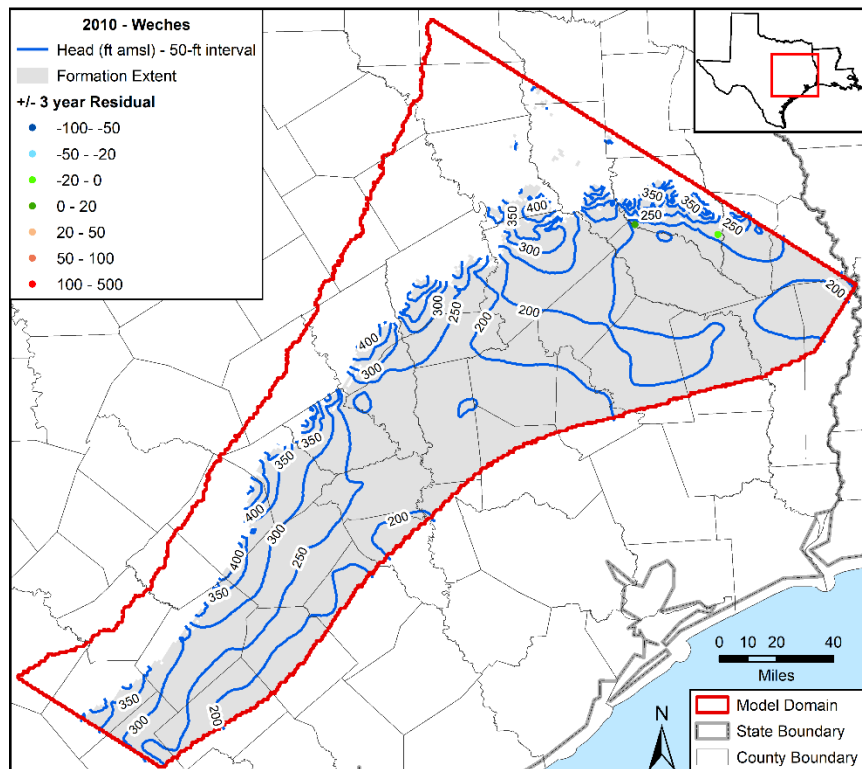 2010 - Weches
Head (ft amsl) - 50-ft interval
Formation Extent
+/- 3 year Residual
-100- -50
-50 - -20
-20 - 0
0 - 20
20 - 50
50 - 100
100 - 500
350
400
300
350
350
250
250
200
300
250
200
200
400
300
350
350
400
300
250
400
350
200
350
300
200
0 10 20 40
Miles
N
Model Domain
State Boundary
County Boundary